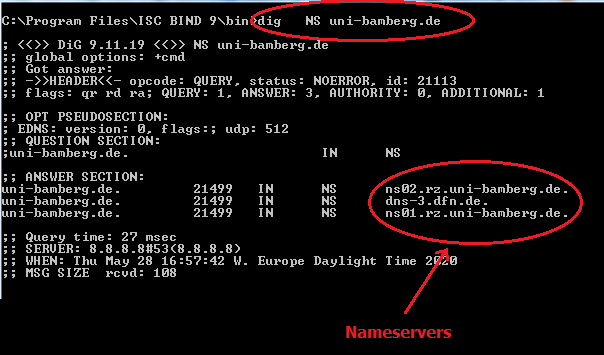 C:\Program Files\ISC BIND 9\bin>dig   NS uni-bamberg.de
; <<>> DiG 9.11.19 <<>> NS uni-bamberg.de
;; global options: +cmd
;; Got answer:
;; ->>HEADER<<- opcode: QUERY, status: NOERROR, id: 21113
;; flags: qr rd ra; QUERY: 1, ANSWER: 3, AUTHORITY: 0, ADDITIONAL: 1
;; OPT PSEUDOSECTION:
; EDNS: version: 0, flags:; udp: 512
;; QUESTION SECTION:
;uni-bamberg.de.                        IN      NS
;; ANSWER SECTION:
uni-bamberg.de.         21499   IN      NS      ns02.rz.uni-bamberg.de.
uni-bamberg.de.         21499   IN      NS      dns-3.dfn.de.
uni-bamberg.de.         21499   IN      NS      ns01.rz.uni-bamberg.de.
;; Query time: 27 msec
;; SERVER: 8.8.8.8#53(8.8.8.8)
;; WHEN: Thu May 28 16:57:42 W. Europe Daylight Time 2020
;; MSG SIZE  rcvd: 108
Nameservers